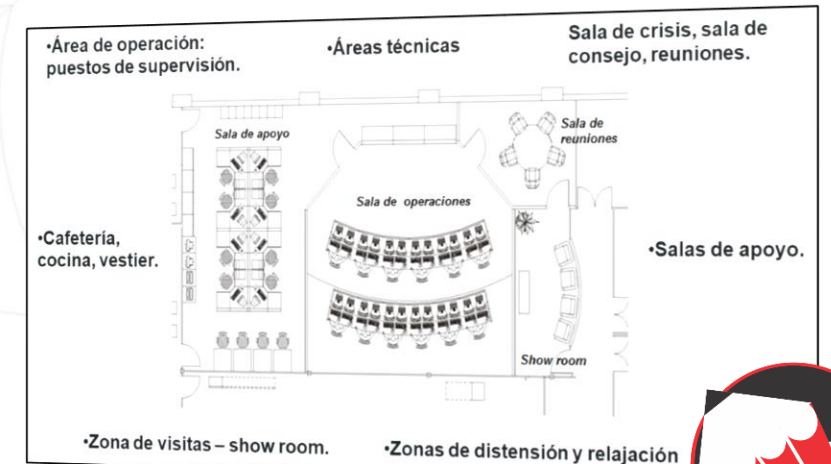 •Área de operación:
puestos de supervisión.
•Áreas técnicas
Sala de crisis, sala de
consejo, reuniones.
Sala de apoyo
Sala de
reuniones
Sala de operaciones
•Cafetería,
cocina, vestier.
•Salas de apoyo.
Show room
•Zona de visitas – show room.
•Zonas de distensión y relajación